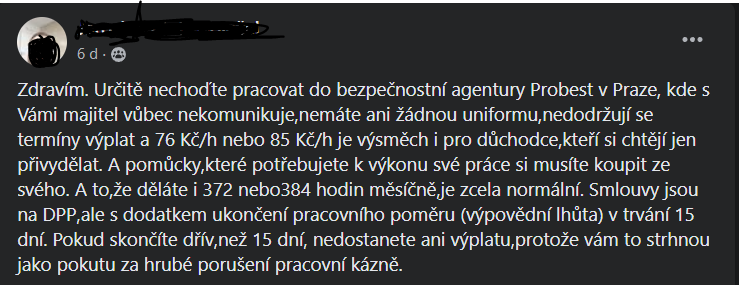 6 d
Zdravím. Určitě nechoďte pracovat do bezpečnostní agentury Probest v Praze, kde s
Vámi majitel vůbec nekomunikuje,nemáte ani žádnou uniformu,nedodržují se
termíny výplat a 76 Kč/h nebo 85 Kč/h je výsměch i pro důchodce,kteří si chtějí jen
přivydělat. A pomůcky,které potřebujete k výkonu své práce si musíte koupit ze
svého. A to,že děláte i 372 nebo384 hodin měsíčně,je zcela normální. Smlouvy jsou
na DPP,ale s dodatkem ukončení pracovního poměru (výpovědní lhůta) v trvání 15
dní. Pokud skončíte dřív,než 15 dní, nedostanete ani výplatu,protože vám to strhnou
jako pokutu za hrubé porušení pracovní kázně.